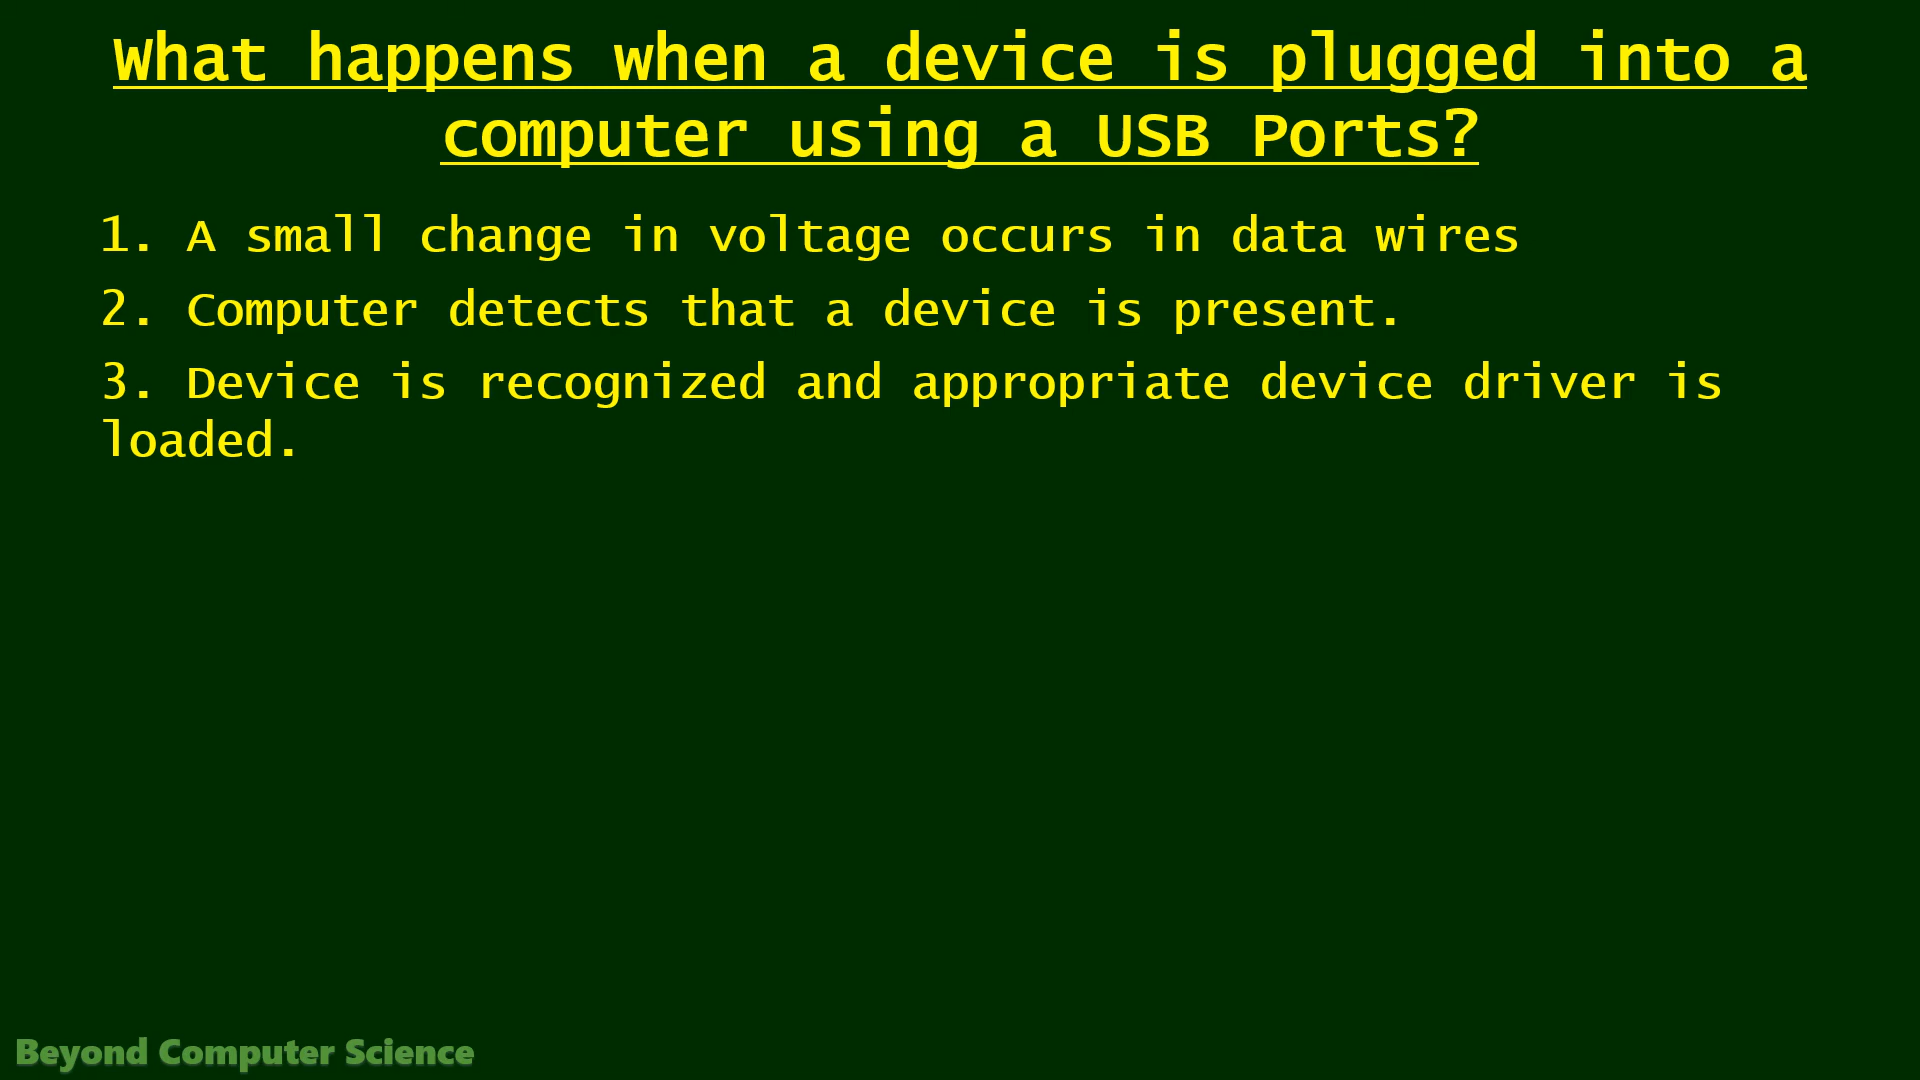 What happens when a device is plugged into a
computer using a USB Ports?
1. A small change in voltage occurs in data wires
2. Computer detects that a device is present.
3. Device is recognized and appropriate device driver is
loaded.
Beyond Computer Science